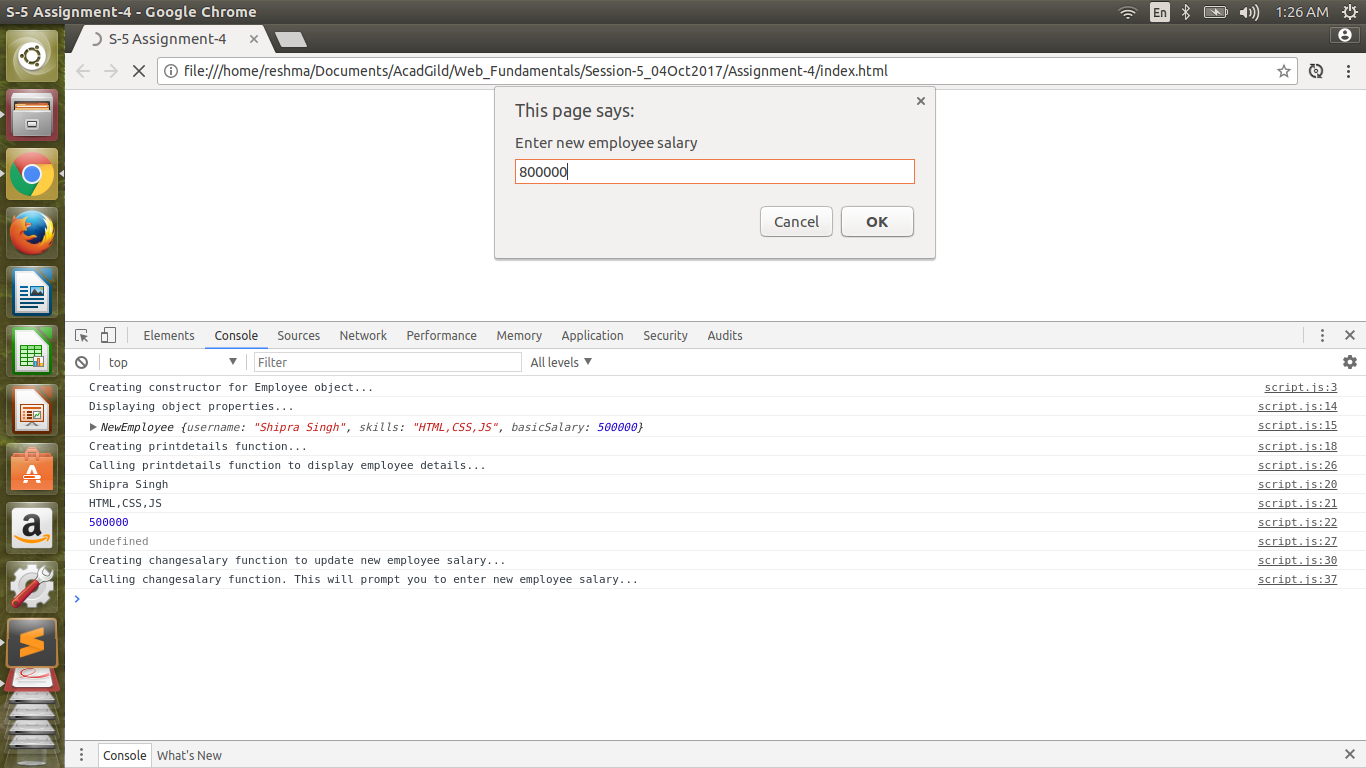 S-5 Assignment-4 - Google Chrome
En
1:26 AM
S-5 Assignment-4
file:///home/reshma/Documents/AcadGild/Web_Fundamentals/Session-5_04Oct2017/Assignment-4/index.html
This page says:
Enter new employee salary
800000
Cancel OK
Elements Console Sources Network Performance Memory Application Security Audits
top Filter All levels
Creating constructor for Employee object... script.js:3
Displaying object properties... script.js:14
NewEmployee {username: "Shipra Singh", skills: "HTML,CSS,JS", basicSalary: 500000} script.js:15
Creating printdetails function... script.js:18
Calling printdetails function to display employee details... script.js:26
Shipra Singh script.js:20
HTML,CSS,JS script.js:21
500000 script.js:22
undefined script.js:27
Creating changesalary function to update new employee salary... script.js:30
Calling changesalary function. This will prompt you to enter new employee salary... script.js:37
Console What's New